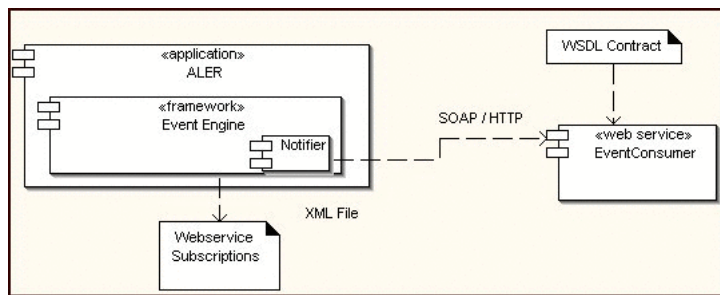 «application»
ALER
«framework»
Event Engine
Notifier
SOAP / HTTP
WSDL Contract
«web service»
EventConsumer
XML File
Webservice
Subscriptions